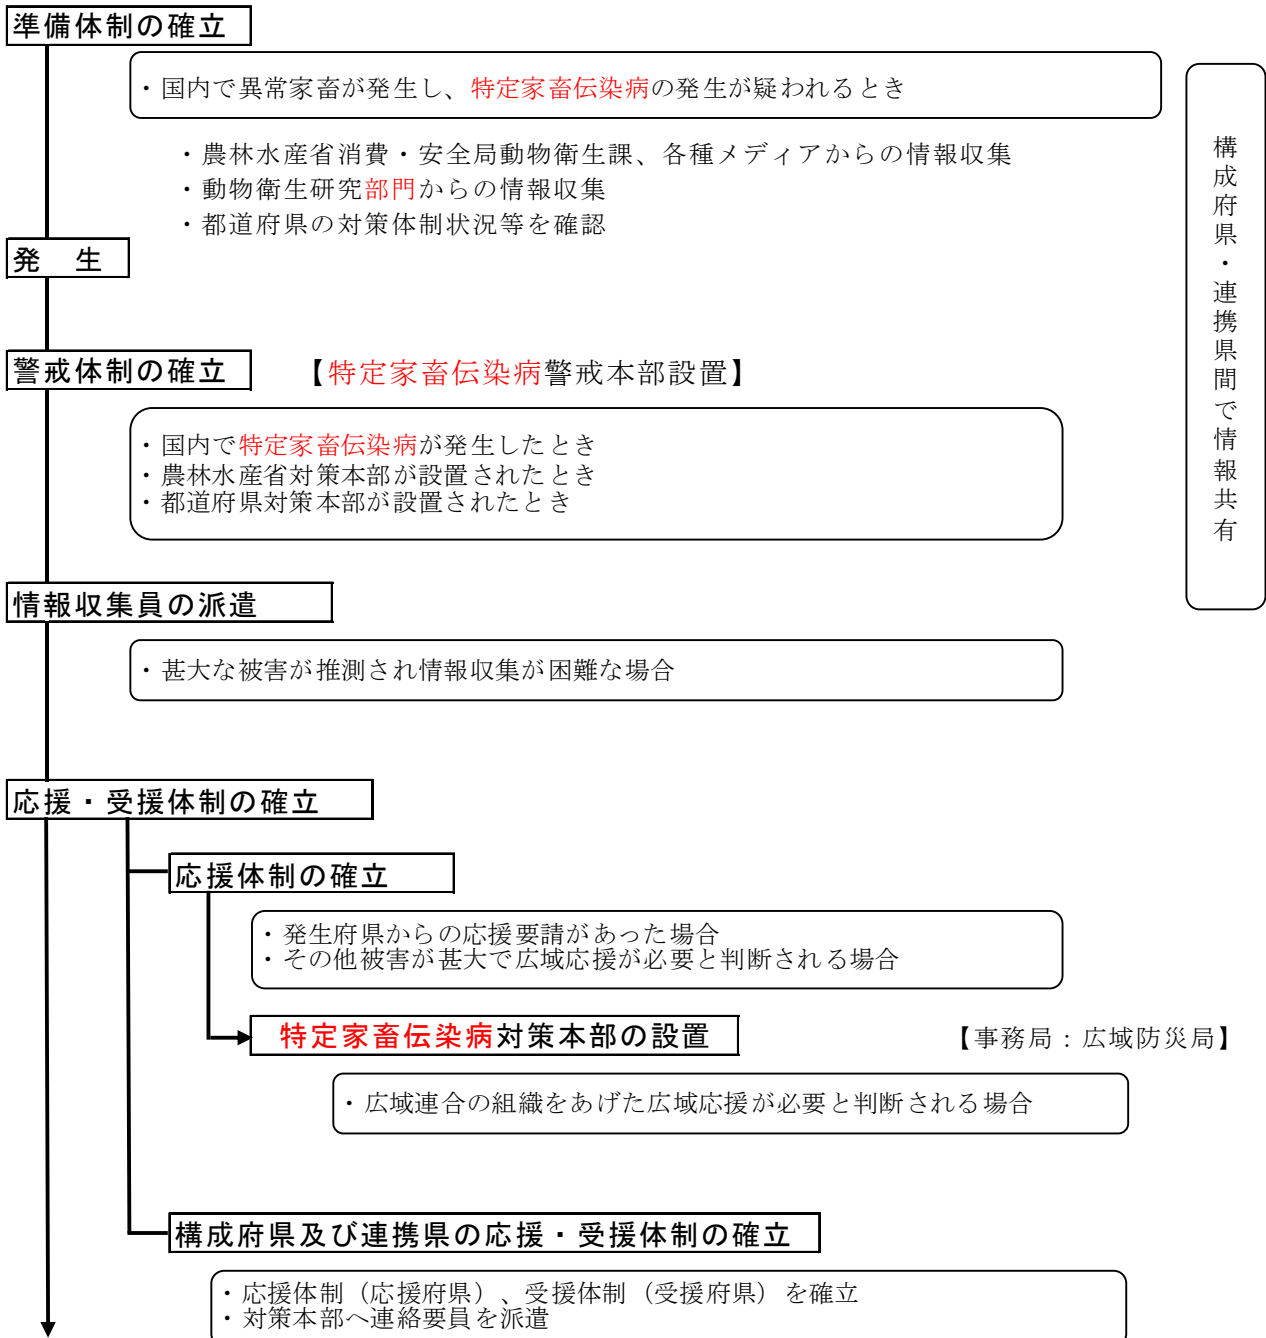 準備体制の確立
・国内で異常家畜が発生し、特定家畜伝染病の発生が疑われるとき
・農林水産省消費・安全局動物衛生課、各種メディアからの情報収集
・動物衛生研究部門からの情報収集
・都道府県の対策体制状況等を確認
構成府県・連携県間で情報共有
発　生
警戒体制の確立
【特定家畜伝染病警戒本部設置】
・国内で特定家畜伝染病が発生したとき
・農林水産省対策本部が設置されたとき
・都道府県対策本部が設置されたとき
情報収集員の派遣
・甚大な被害が推測され情報収集が困難な場合
応援・受援体制の確立
応援体制の確立
・発生府県からの応援要請があった場合
・その他被害が甚大で広域応援が必要と判断される場合
特定家畜伝染病対策本部の設置
【事務局：広域防災局】
・広域連合の組織をあげた広域応援が必要と判断される場合
構成府県及び連携県の応援・受援体制の確立
・応援体制（応援府県）、受援体制（受援府県）を確立
・対策本部へ連絡要員を派遣